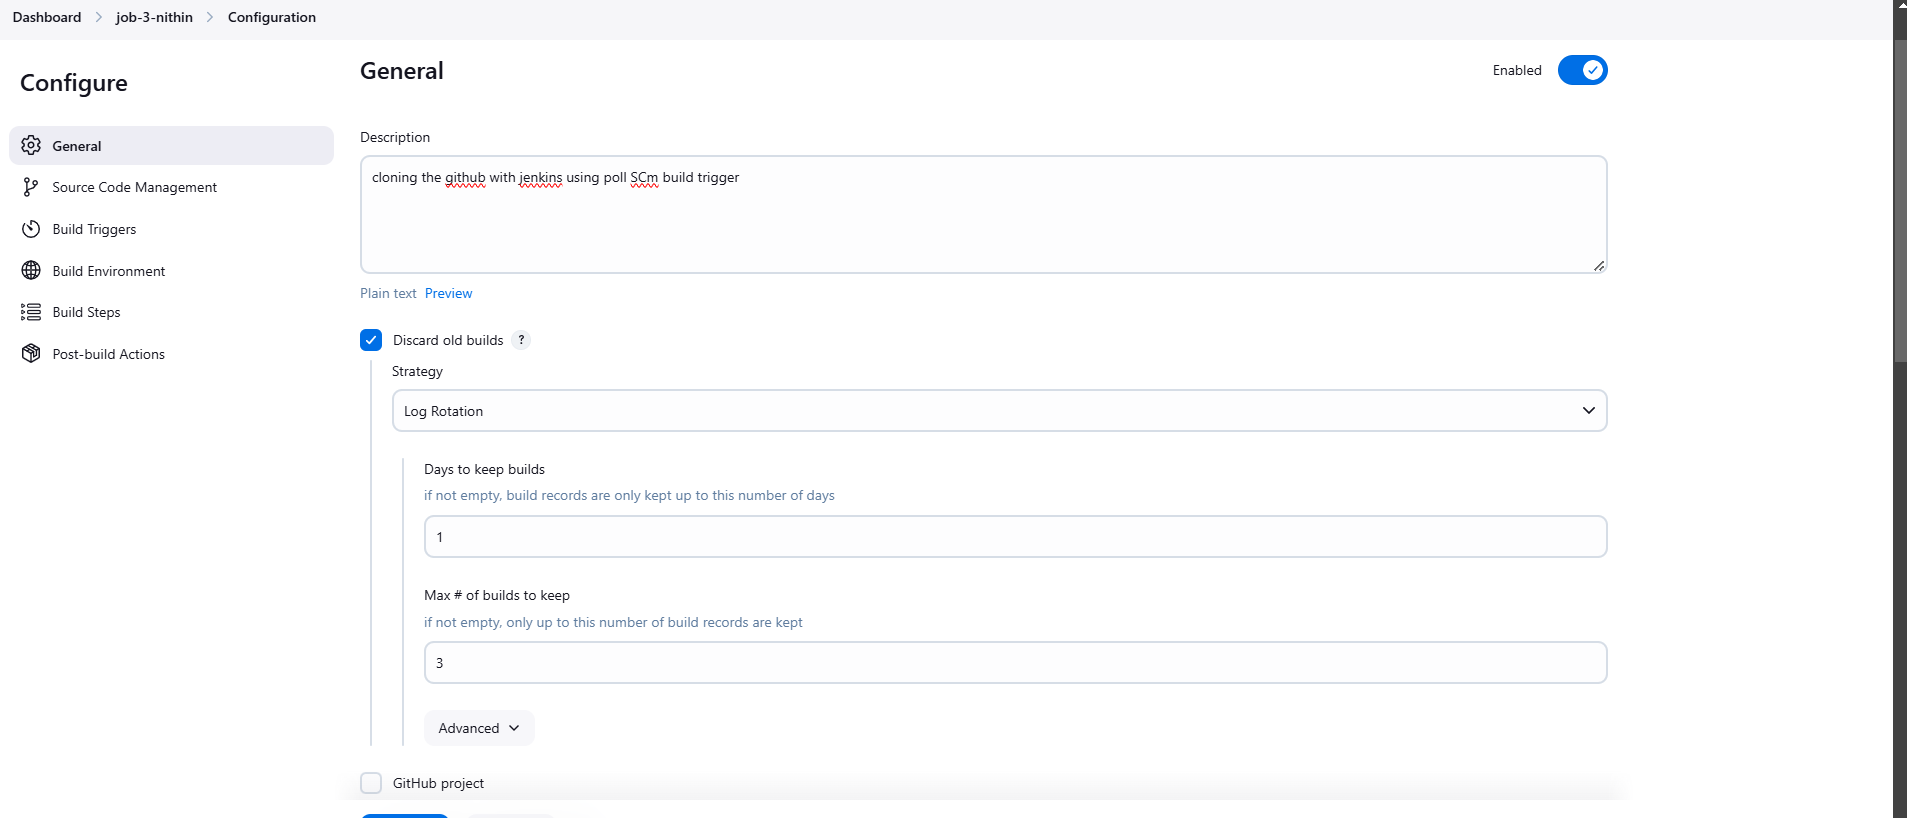 Dashboard > job-3-nithin > Configuration
Configure
General
Source Code Management
Build Triggers
Build Environment
Build Steps
Post-build Actions
General
Enabled
Description
cloning the github with jenkins using poll SCm build trigger
Plain text Preview
Discard old builds ?
Strategy
Log Rotation
Days to keep builds
if not empty, build records are only kept up to this number of days
1
Max # of builds to keep
if not empty, only up to this number of build records are kept
3
Advanced
GitHub project